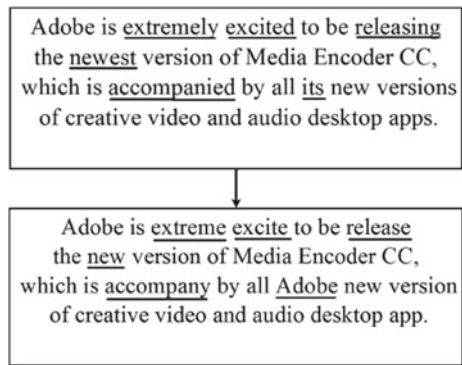 Adobe is extremely excited to be releasing
the newest version of Media Encoder CC,
which is accompanied by all its new versions
of creative video and audio desktop apps.
Adobe is extreme excite to be release
the new version of Media Encoder CC,
which is accompany by all Adobe new version
of creative video and audio desktop app.